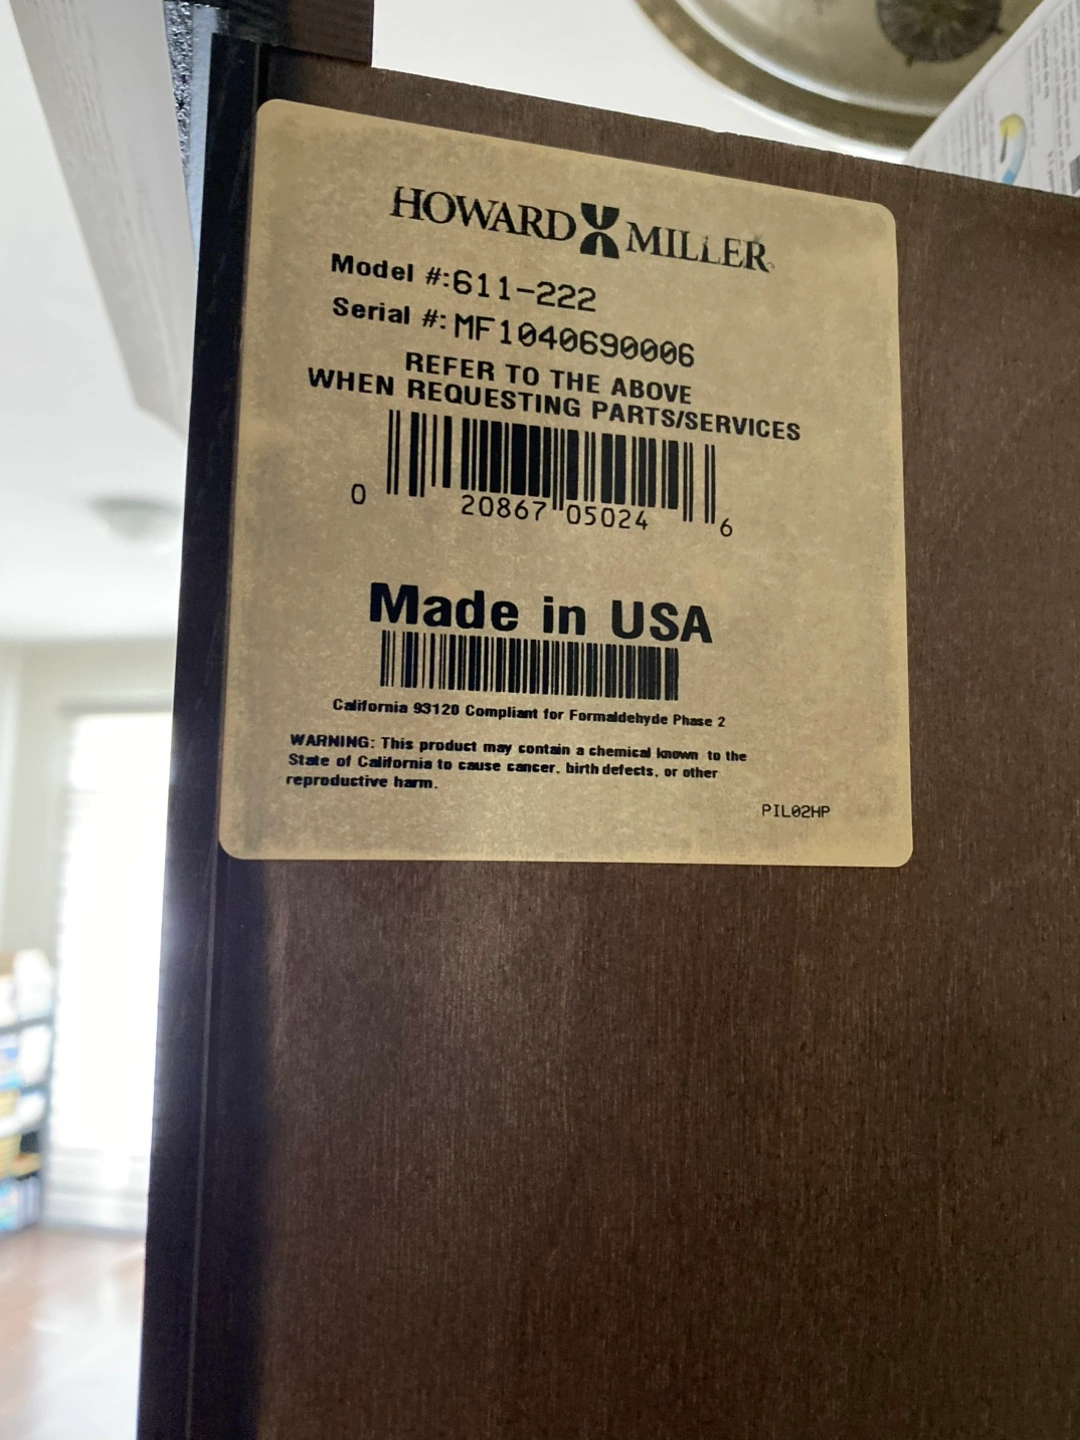 HOWARD MILLER
Model #:611-222
Serial #:MF1040690006
REFER TO THE ABOVE
WHEN REQUESTING PARTS/SERVICES
0 20867 05024 6
Made in USA
California 93120 Compliant for Formaldehyde Phase 2
WARNING: This product may contain a chemical known to the
State of California to cause cancer, birth defects, or other
reproductive harm.
PIL02HP